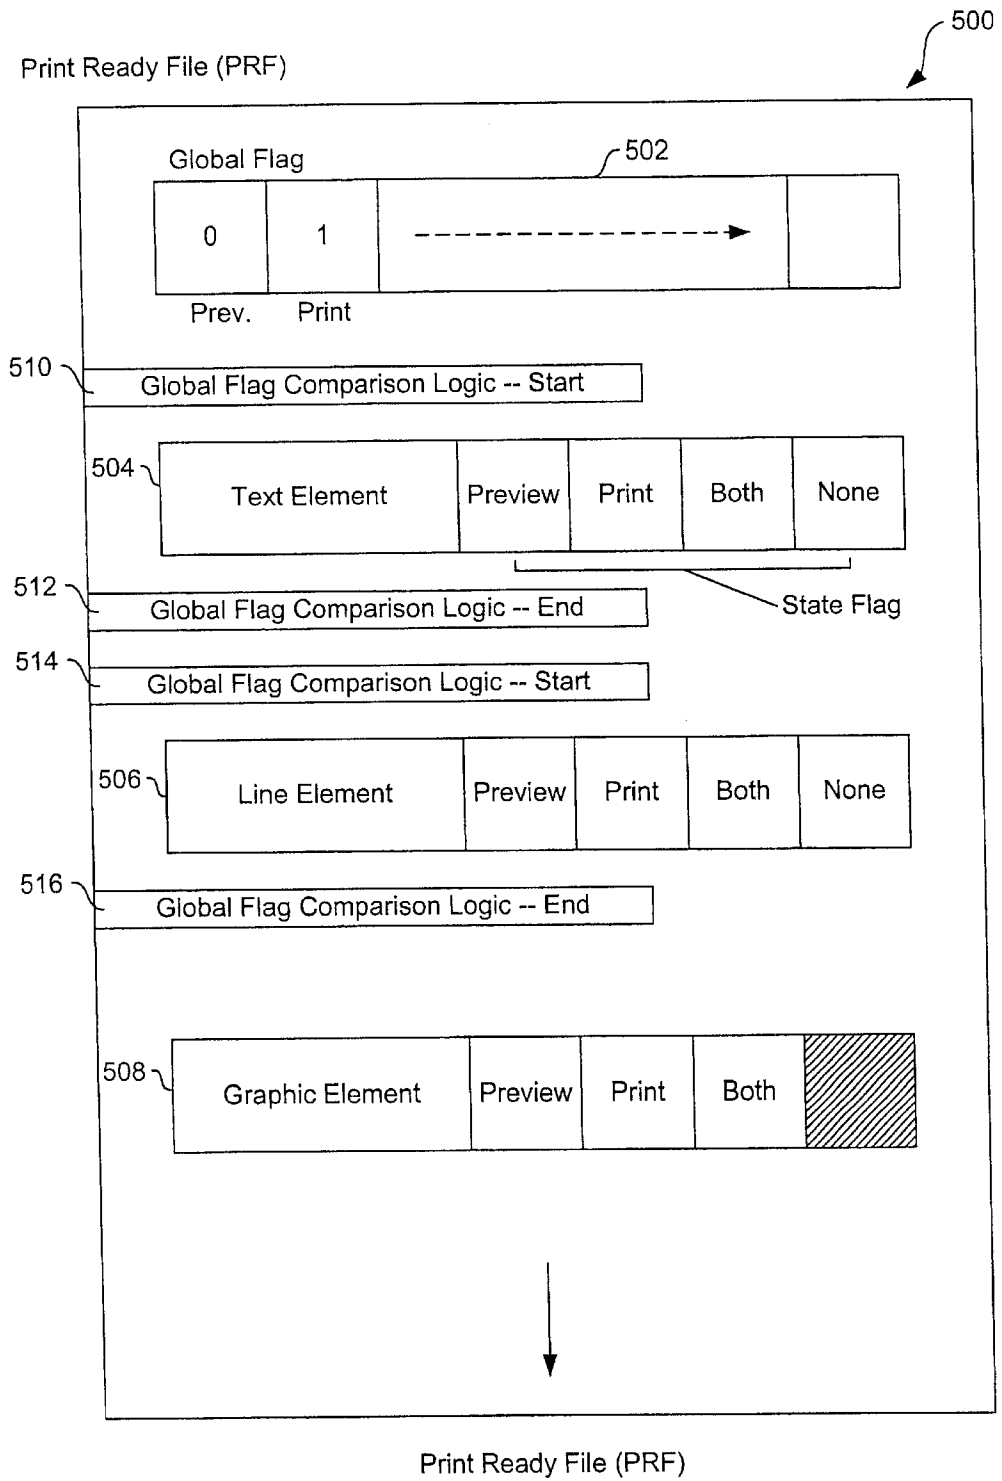 500
Print Ready File (PRF)
Global Flag
502
0 1
Prev. Print
510
Global Flag Comparison Logic -- Start
504
Text Element Preview Print Both None
State Flag
512
Global Flag Comparison Logic -- End
514
Global Flag Comparison Logic -- Start
506
Line Element Preview Print Both None
516
Global Flag Comparison Logic -- End
508
Graphic Element Preview Print Both
Print Ready File (PRF)